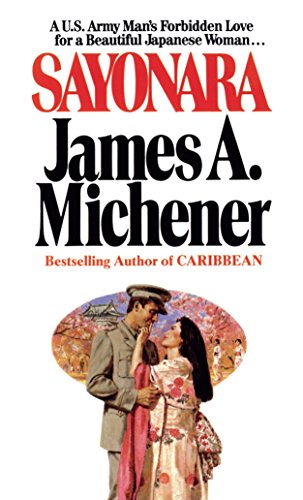 A U.S. Army Man's Forbidden Love
for a Beautiful Japanese Woman...
SAYONARA
James A.
Michener
Bestselling Author of CARIBBEAN